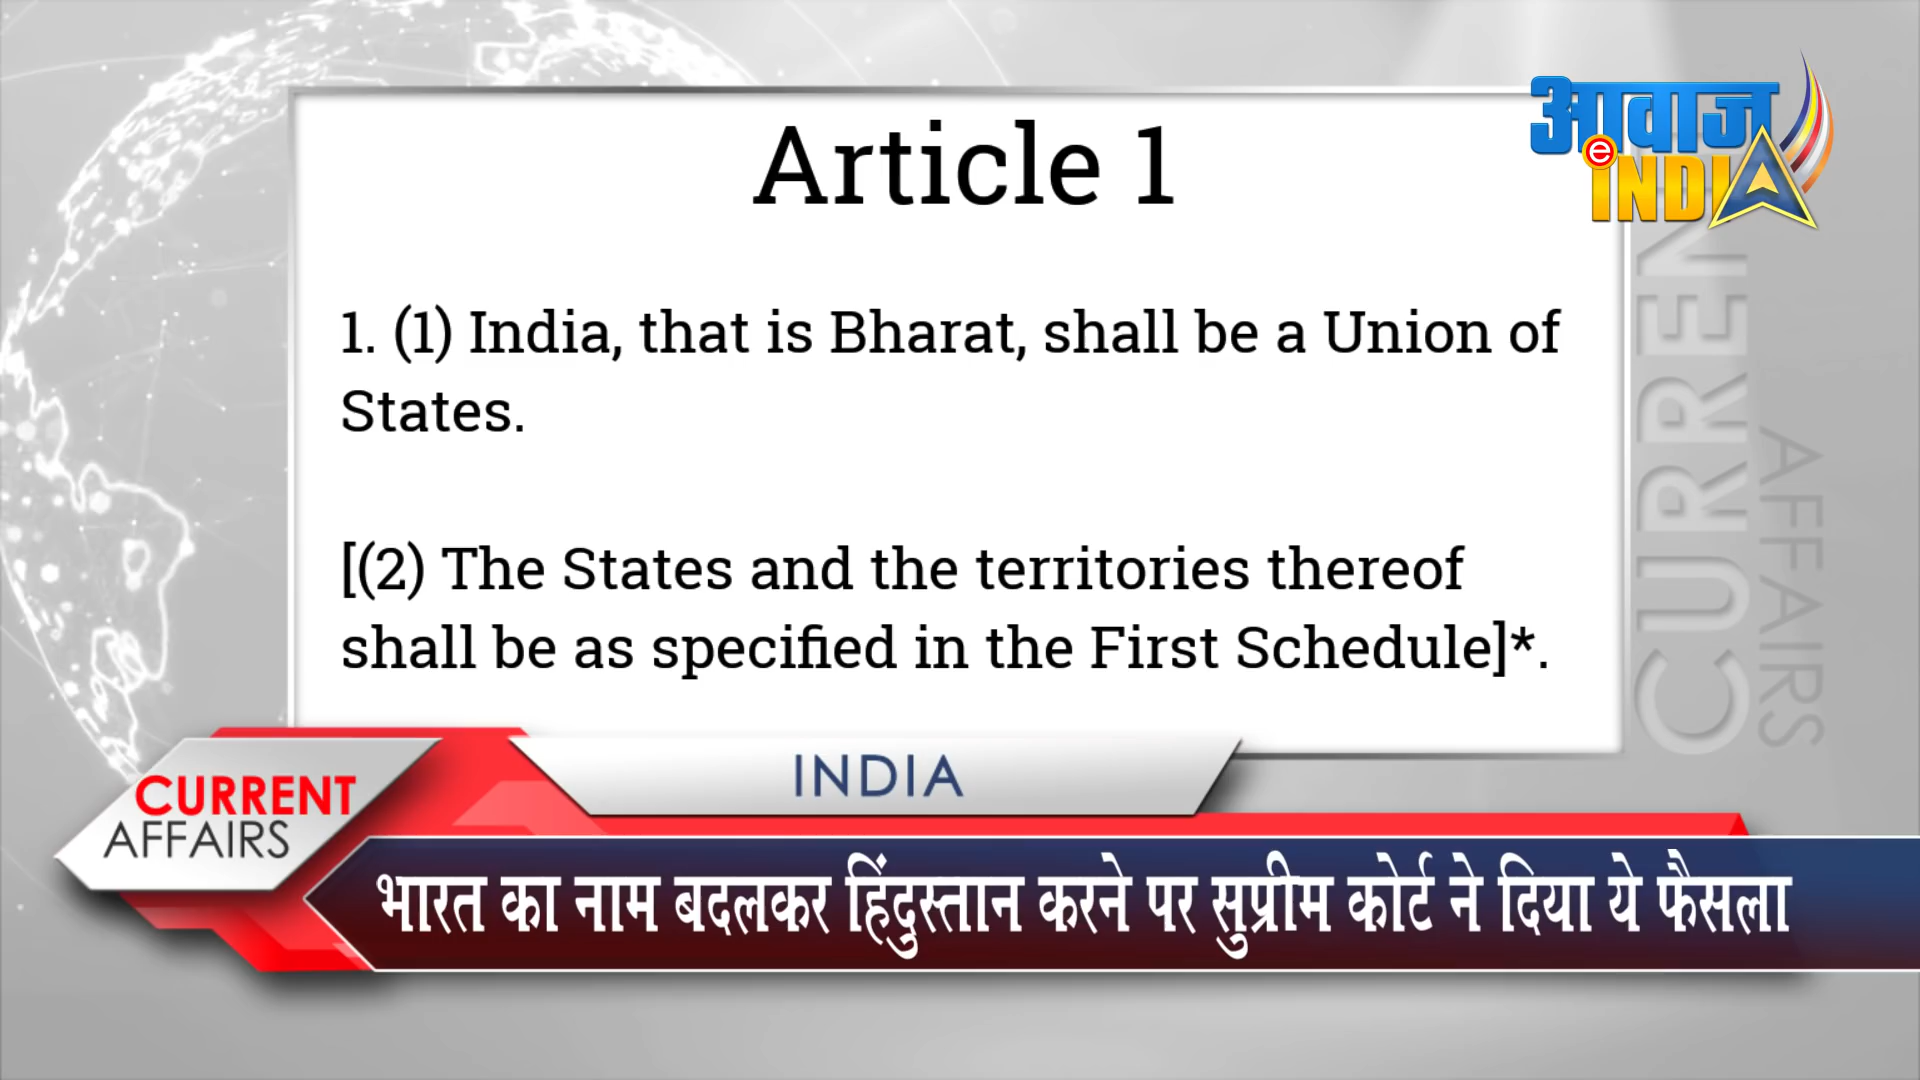 Article 1
आवाज
e
INDIA
1. (1) India, that is Bharat, shall be a Union of
States.
[(2) The States and the territories thereof
shall be as specified in the First Schedule]*.
CURRENT
AFFAIRS
INDIA
CURRENT
AFFAIRS
भारत का नाम बदलकर हिंदुस्तान करने पर सुप्रीम कोर्ट ने दिया ये फैसला